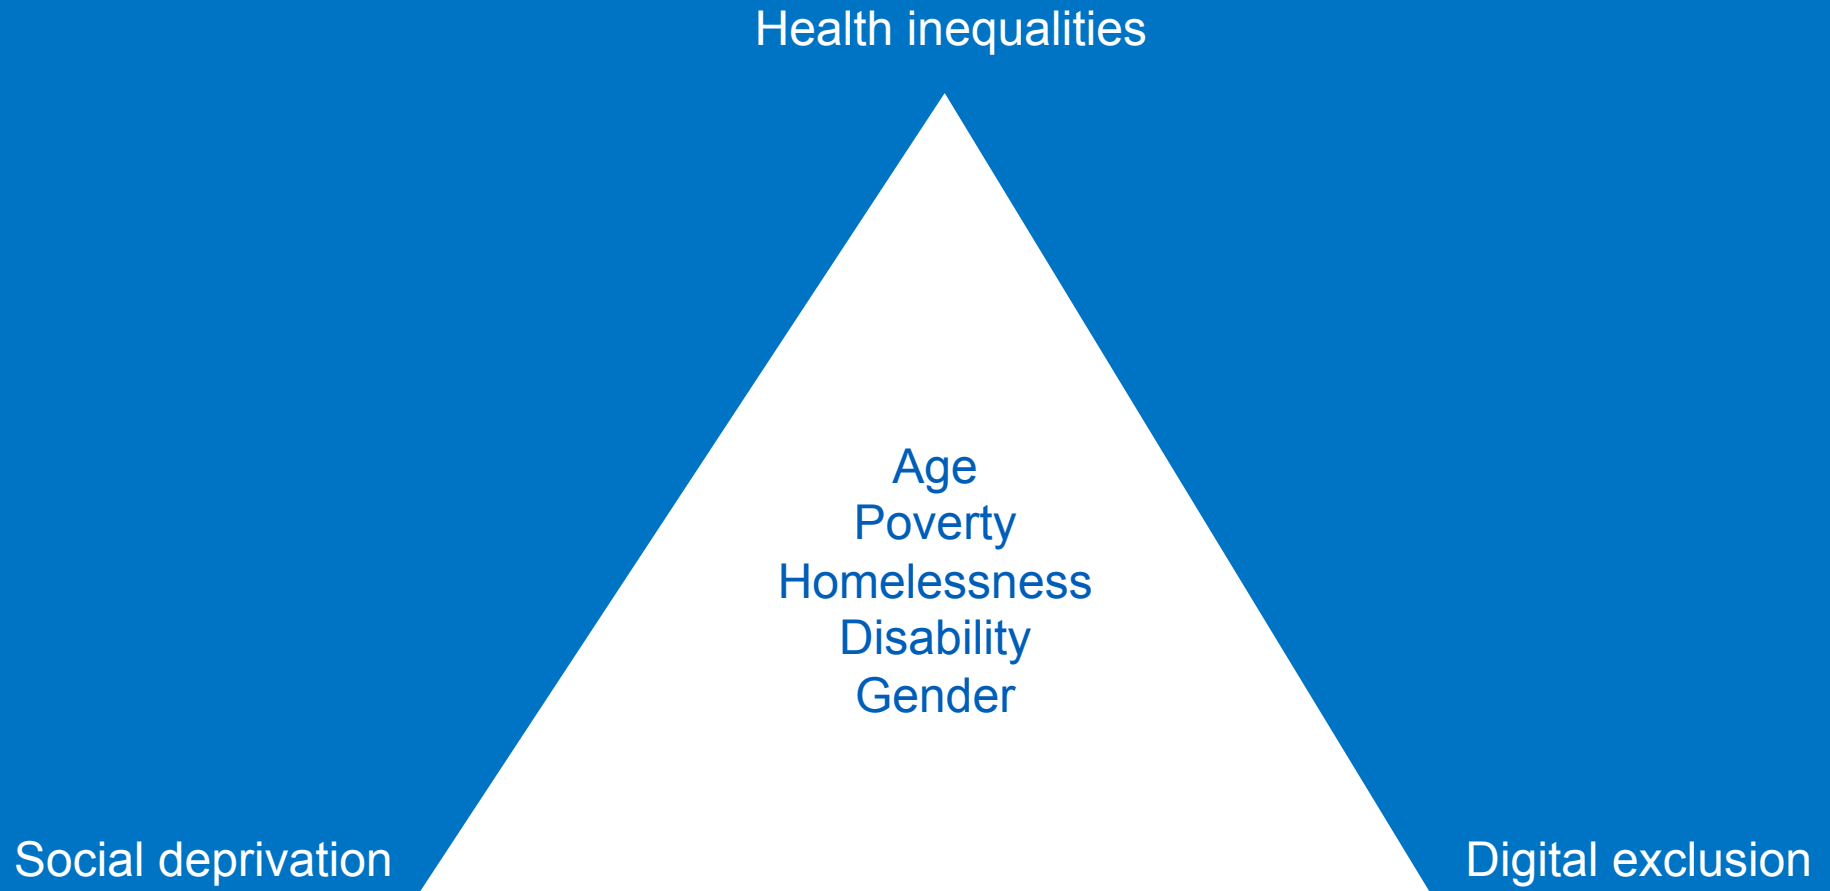 Health inequalities
Age
Poverty
Homelessness
Disability
Gender
Social deprivation
Digital exclusion